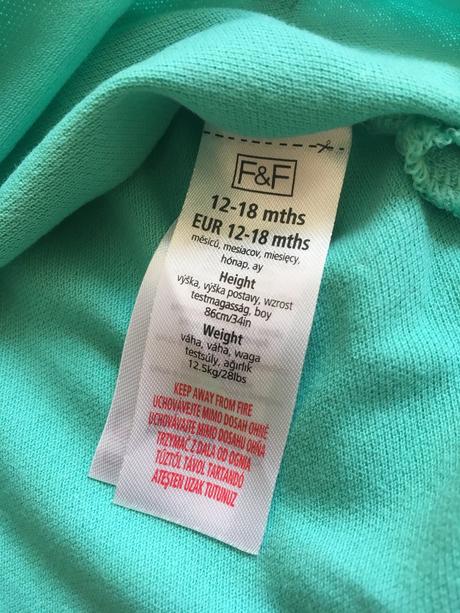 F&F
12-18 mths
EUR 12-18 mths
měsíců, mesiacov, miesięcy,
hónap, ay
Height
výška, výška postavy, wzrost
testmagasság, boy
86cm/34in
Weight
váha, váha, waga
testsúly, ağırlık
12.5kg/28lbs
KEEP AWAY FROM FIRE
UCHOVÁVEJTE MIMO DOSAH OHNĚ
UCHOVÁVAJTE MIMO DOSAHU OHŇA
TRZYMAĆ Z DALA OD OGNIA
TŰZTŐL TÁVOL TARTANDÓ
ATEŞTEN UZAK TUTUNUZ